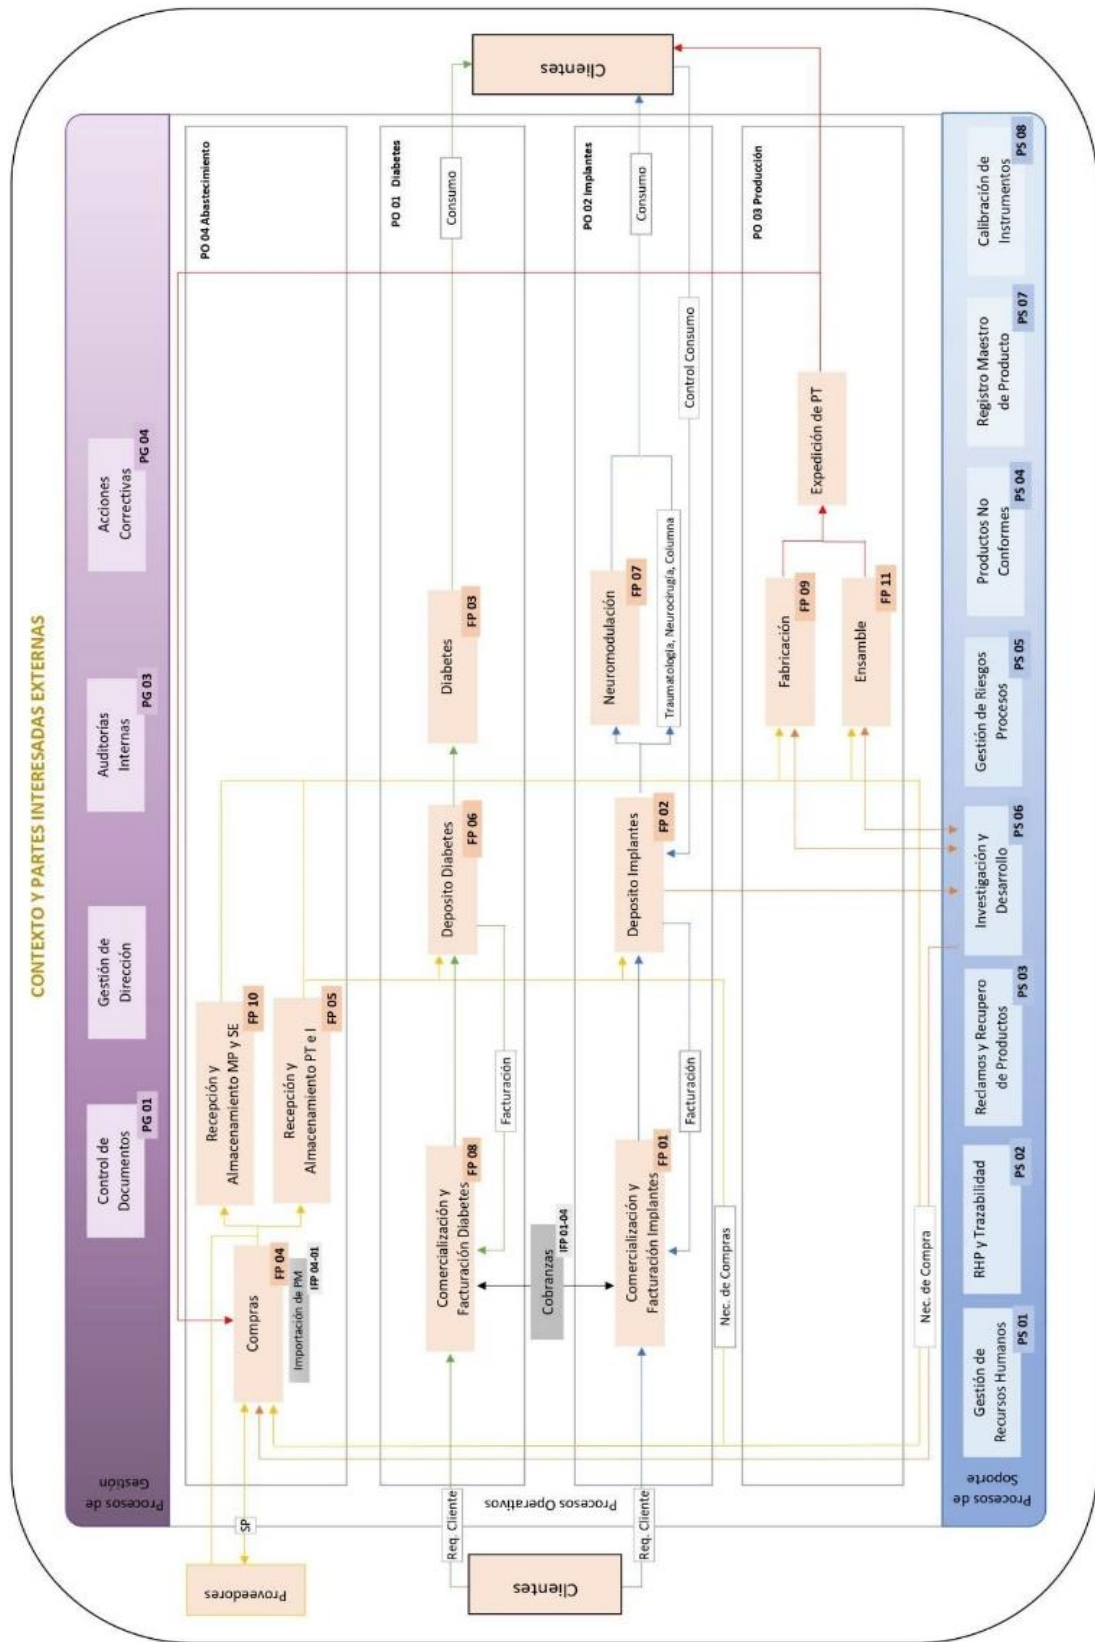 CONTEXTO Y PARTES INTERESADAS EXTERNAS
Procesos de
Gestión
Control de
Documentos
PG 01
Gestión de
Dirección
Auditorías
Internas
PG 03
Acciones
Correctivas
PG 04
Proveedores
SP
Procesos Operativos
PO 04 Abastecimiento
Compras
FP 04
Importación de PM
IFP 04-01
Recepción y
Almacenamiento MP y SE
FP 10
Recepción y
Almacenamiento PT e I
FP 05
PO 01 Diabetes
Clientes
Req. Cliente
Comercialización y
Facturación Diabetes
FP 08
Facturación
Deposito Diabetes
FP 06
Diabetes
FP 03
Consumo
Clientes
Cobranzas
IFP 01-04
PO 02 Implantes
Req. Cliente
Comercialización y
Facturación Implantes
FP 01
Facturación
Deposito Implantes
FP 02
Neuromodulación
FP 07
Traumatología, Neurocirugía, Columna
Consumo
Control Consumo
PO 03 Producción
Nec. de Compras
Fabricación
FP 09
Ensamble
FP 11
Expedición de PT
Nec. de Compra
Procesos de
Soporte
Gestión de
Recursos Humanos
PS 01
RHP y Trazabilidad
PS 02
Reclamos y Recupero
de Productos
PS 03
Investigación y
Desarrollo
PS 06
Gestión de Riesgos
Procesos
PS 05
Productos No
Conformes
PS 04
Registro Maestro
de Producto
PS 07
Calibración de
Instrumentos
PS 08